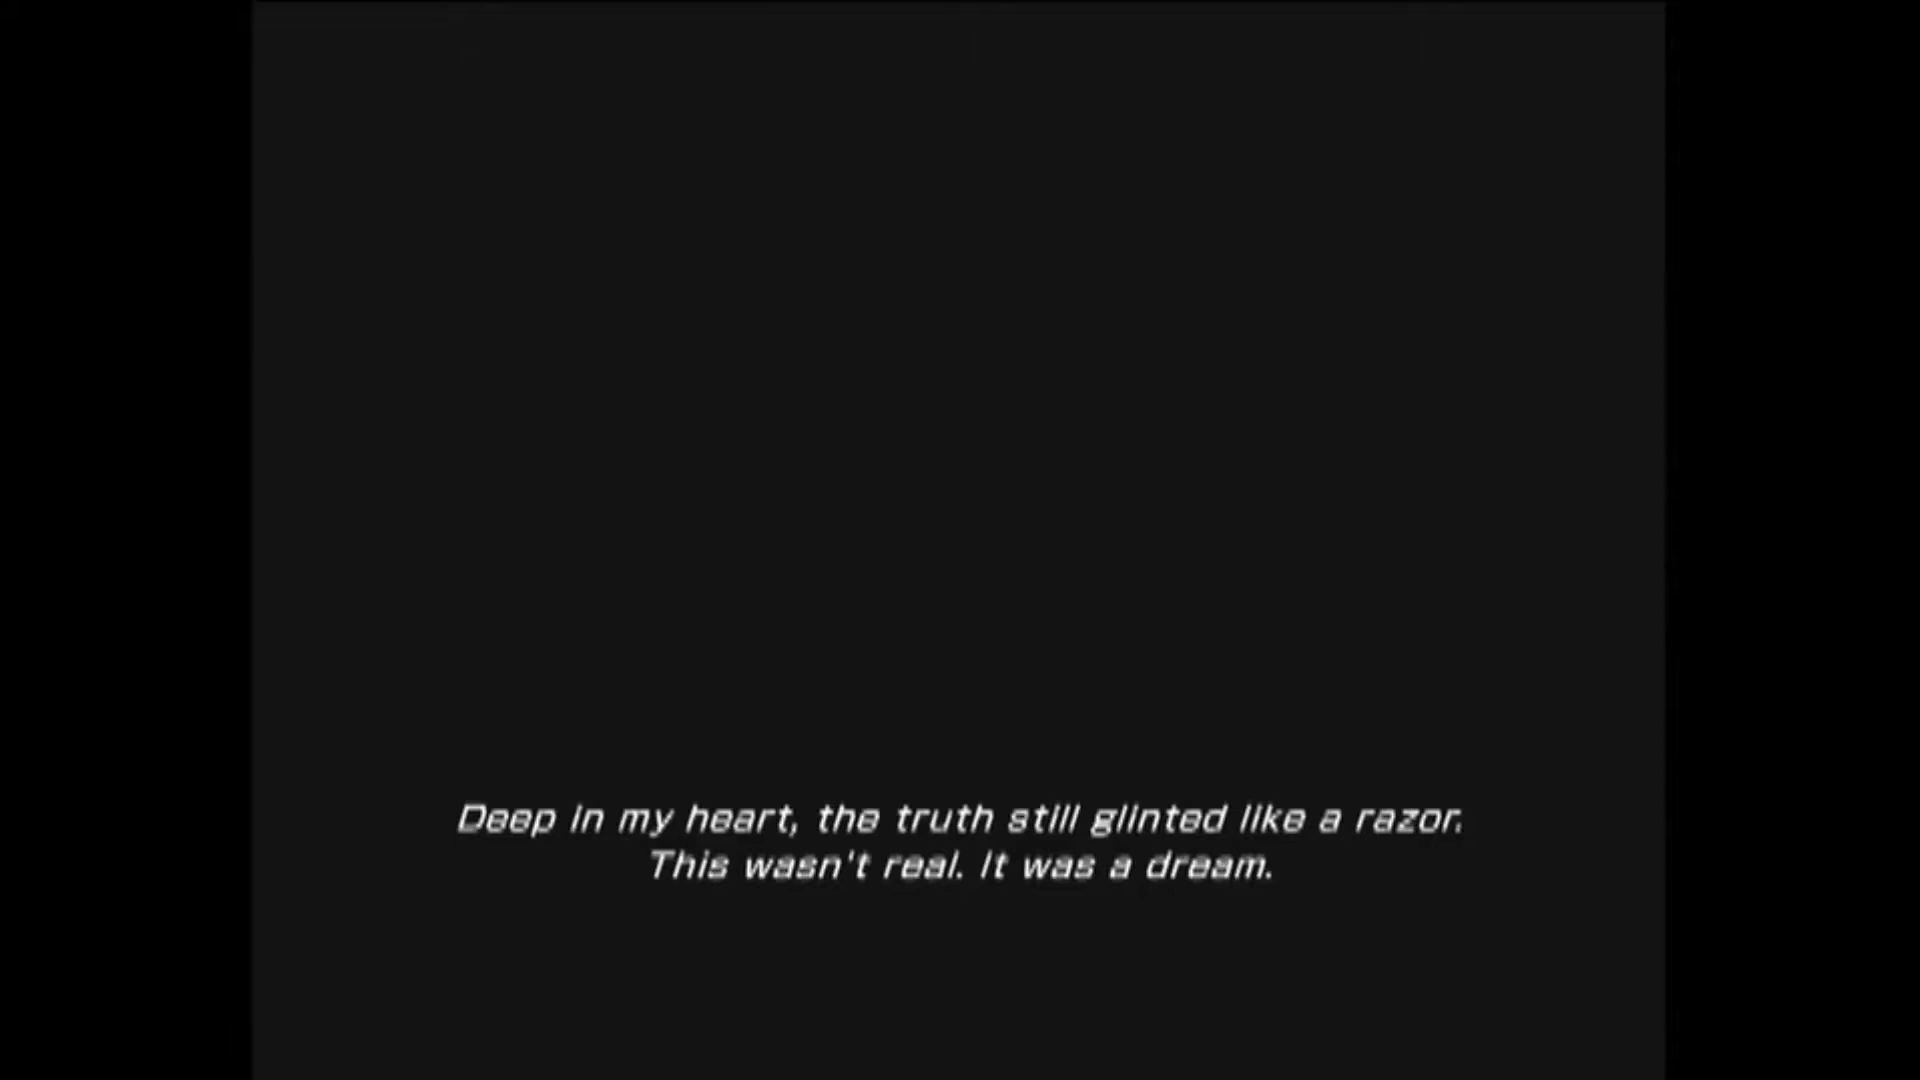 Deep in my heart, the truth still glinted like a razor.
This wasn't real. It was a dream.